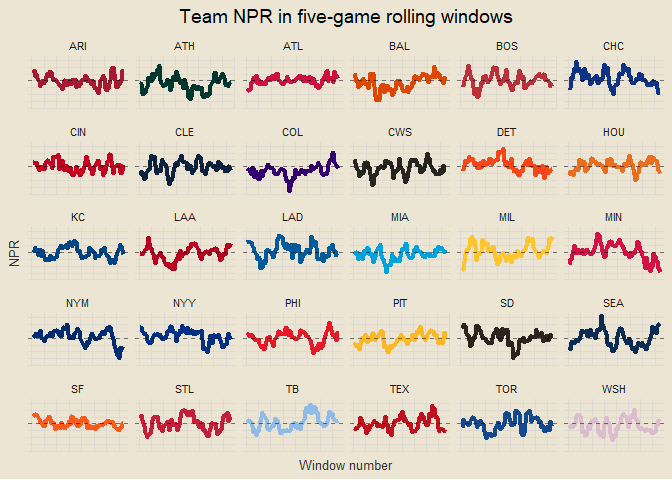 Team NPR in five-game rolling windows
ARI ATH ATL BAL BOS CHC
CIN CLE COL CWS DET HOU
KC LAA LAD MIA MIL MIN
NPR
NYM NYY PHI PIT SD SEA
SF STL TB TEX TOR WSH
Window number